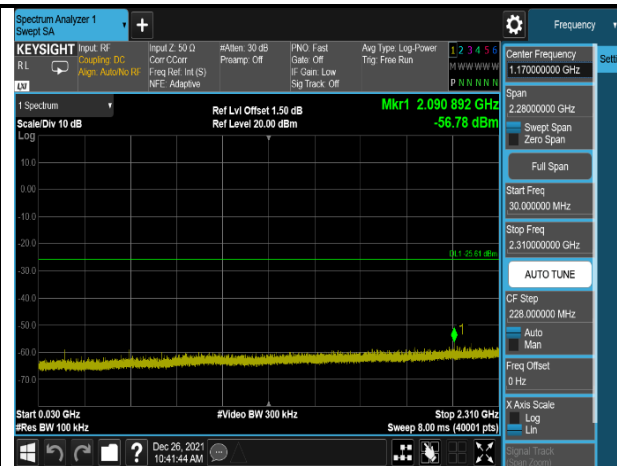 Spectrum Analyzer 1
Swept SA
Frequency
KEYSIGHT
RL
LXI
Input: RF
Coupling: DC
Align: Auto/No RF
Input Z: 50 Ω
Corr CCorr
Freq Ref: Int (S)
NFE: Adaptive
#Atten: 30 dB
Preamp: Off
PNO: Fast
Gate: Off
IF Gain: Low
Sig Track: Off
Avg Type: Log-Power
Trig: Free Run
1 2 3 4 5 6
M W W W W W
P N N N N N
1 Spectrum
Scale/Div 10 dB
Log
Ref Lvl Offset 1.50 dB
Ref Level 20.00 dBm
Mkr1 2.090 892 GHz
-56.78 dBm
10.0
0.00
-10.0
-20.0
DL1 -25.61 dBm
-30.0
-40.0
-50.0
1
-60.0
-70.0
Start 0.030 GHz
#Res BW 100 kHz
#Video BW 300 kHz
Stop 2.310 GHz
Sweep 8.00 ms (40001 pts)
Center Frequency
1.170000000 GHz
Span
2.28000000 GHz
Swept Span
Zero Span
Full Span
Start Freq
30.000000 MHz
Stop Freq
2.310000000 GHz
AUTO TUNE
CF Step
228.000000 MHz
Auto
Man
Freq Offset
0 Hz
X Axis Scale
Log
Lin
Signal Track
(Span Zoom)
Dec 26, 2021
10:41:44 AM